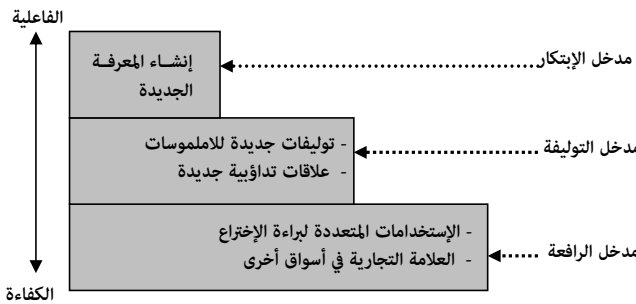 الفاعلية
مدخل الإبتكار
إنشـاء المعرفـة
الجديدة
مدخل التوليفة
- توليفات جديدة للاملموسات
- علاقات تداؤبية جديدة
مدخل الرافعة
- الإستخدامات المتعددة لبراءة الإختراع
- العلامة التجارية في أسواق أخرى
الكفاءة